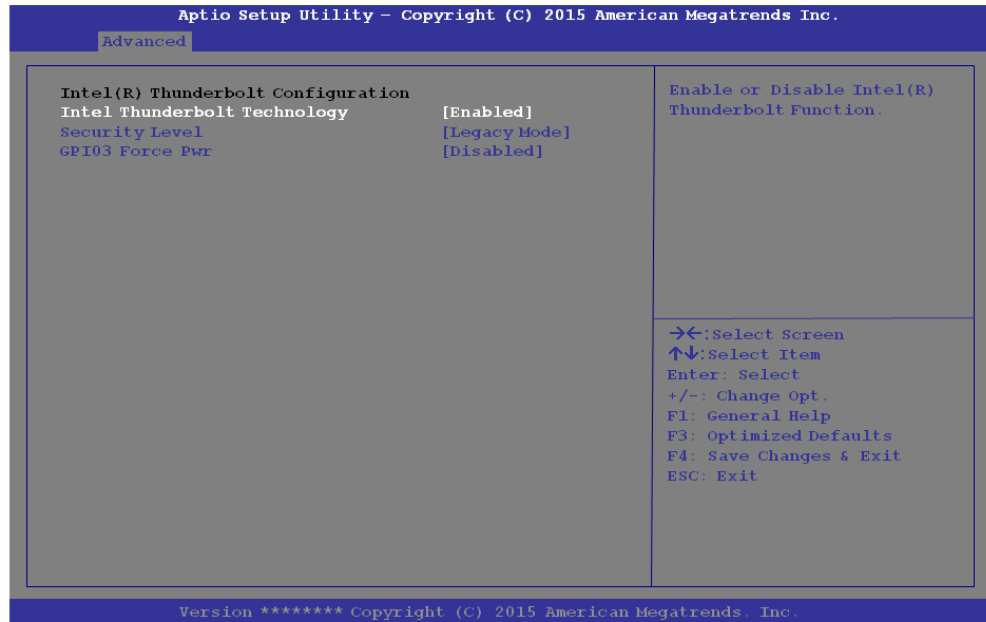 Aptio Setup Utility – Copyright (C) 2015 American Megatrends Inc.
Advanced
Intel(R) Thunderbolt Configuration
Intel Thunderbolt Technology [Enabled]
Security Level [Legacy Mode]
GPI03 Force Pwr [Disabled]
Enable or Disable Intel(R)
Thunderbolt Function.
→←:Select Screen
↑↓:Select Item
Enter: Select
+/-: Change Opt.
F1: General Help
F3: Optimized Defaults
F4: Save Changes & Exit
ESC: Exit
Version ******** Copyright (C) 2015 American Megatrends. Inc.